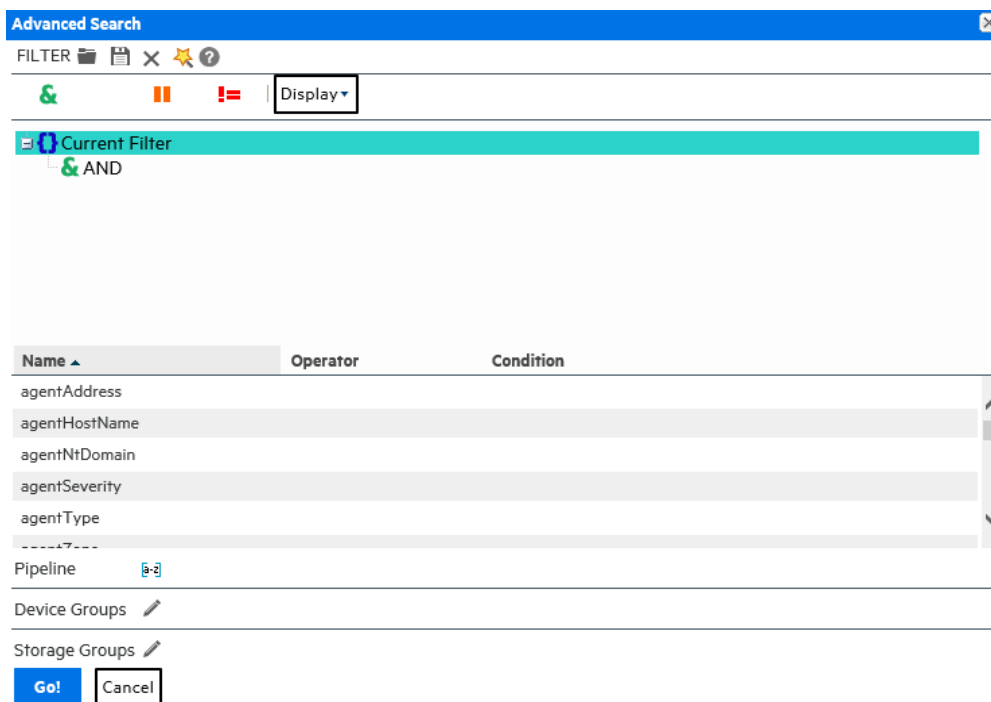 Advanced Search
FILTER
& != Display
Current Filter
& AND
Name Operator Condition
agentAddress
agentHostName
agentNtDomain
agentSeverity
agentType
Pipeline [a-z]
Device Groups
Storage Groups
Go! Cancel